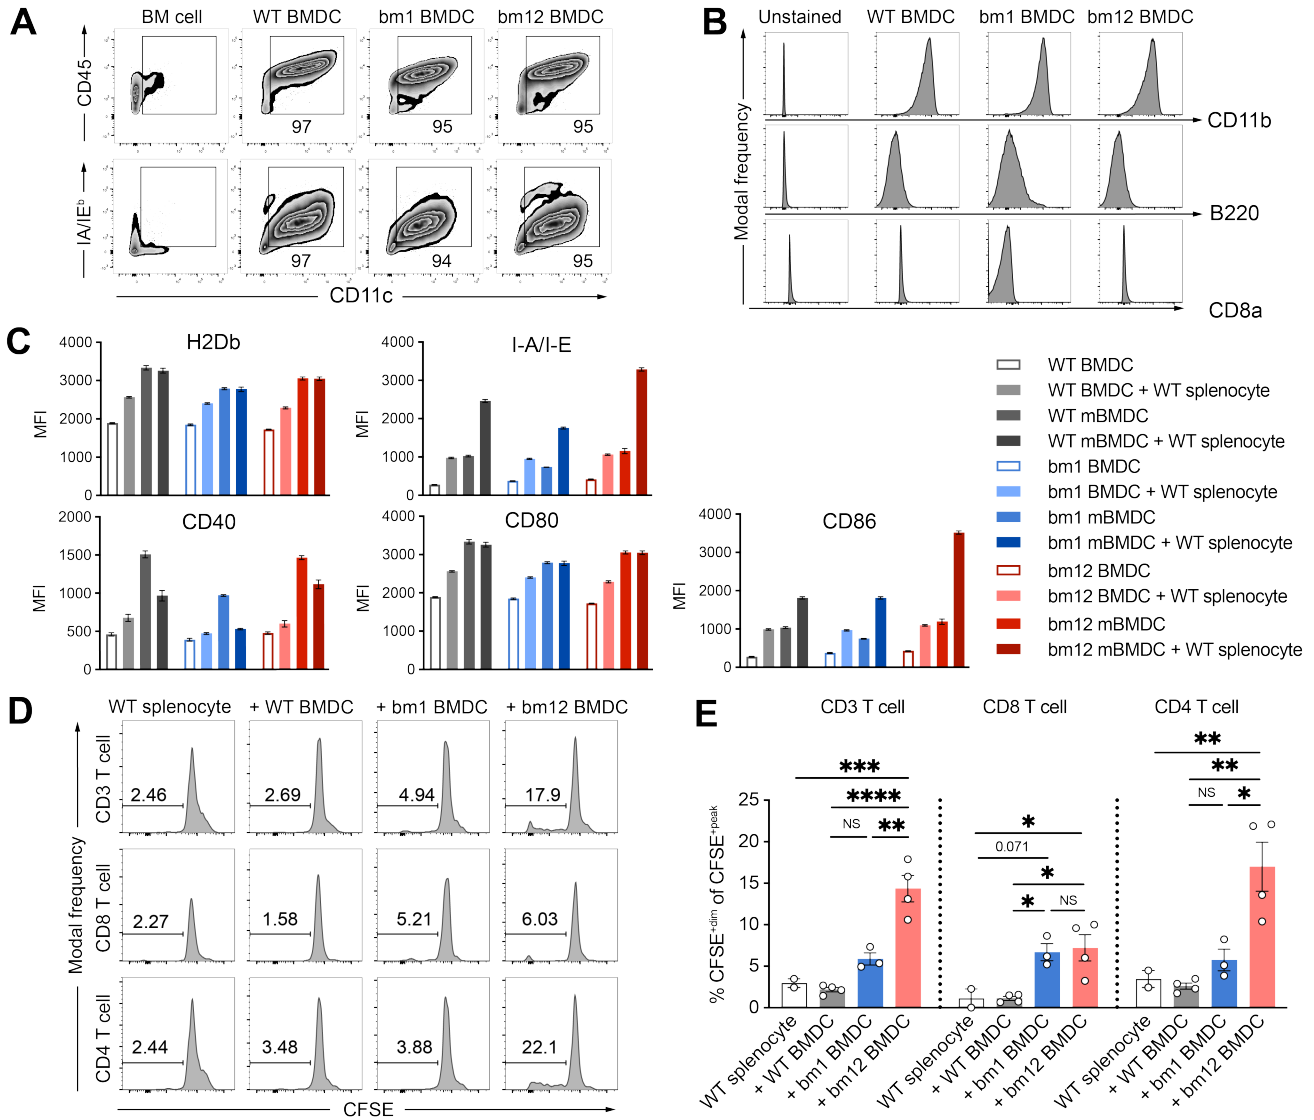 A
BM cell WT BMDC bm1 BMDC bm12 BMDC
CD45
97 95 95
IA/IEb
97 94 95
CD11c
B
Unstained WT BMDC bm1 BMDC bm12 BMDC
Modal frequency
CD11b
B220
CD8a
C
H2Db
MFI
4000
3000
2000
1000
0
I-A/I-E
MFI
4000
3000
2000
1000
0
CD40
MFI
2000
1500
1000
500
0
CD80
MFI
4000
3000
2000
1000
0
CD86
MFI
4000
3000
2000
1000
0
WT BMDC
WT BMDC + WT splenocyte
WT mBMDC
WT mBMDC + WT splenocyte
bm1 BMDC
bm1 BMDC + WT splenocyte
bm1 mBMDC
bm1 mBMDC + WT splenocyte
bm12 BMDC
bm12 BMDC + WT splenocyte
bm12 mBMDC
bm12 mBMDC + WT splenocyte
D
WT splenocyte + WT BMDC + bm1 BMDC + bm12 BMDC
Modal frequency
CD3 T cell
2.46 2.69 4.94 17.9
CD8 T cell
2.27 1.58 5.21 6.03
CD4 T cell
2.44 3.48 3.88 22.1
CFSE
E
CD3 T cell CD8 T cell CD4 T cell
% CFSE+dim of CFSE+peak
25
20
15
10
5
0
***
****
NS **
*
0.071
*
* NS
**
**
NS *
WT splenocyte
+ WT BMDC
+ bm1 BMDC
+ bm12 BMDC
WT splenocyte
+ WT BMDC
+ bm1 BMDC
+ bm12 BMDC
WT splenocyte
+ WT BMDC
+ bm1 BMDC
+ bm12 BMDC